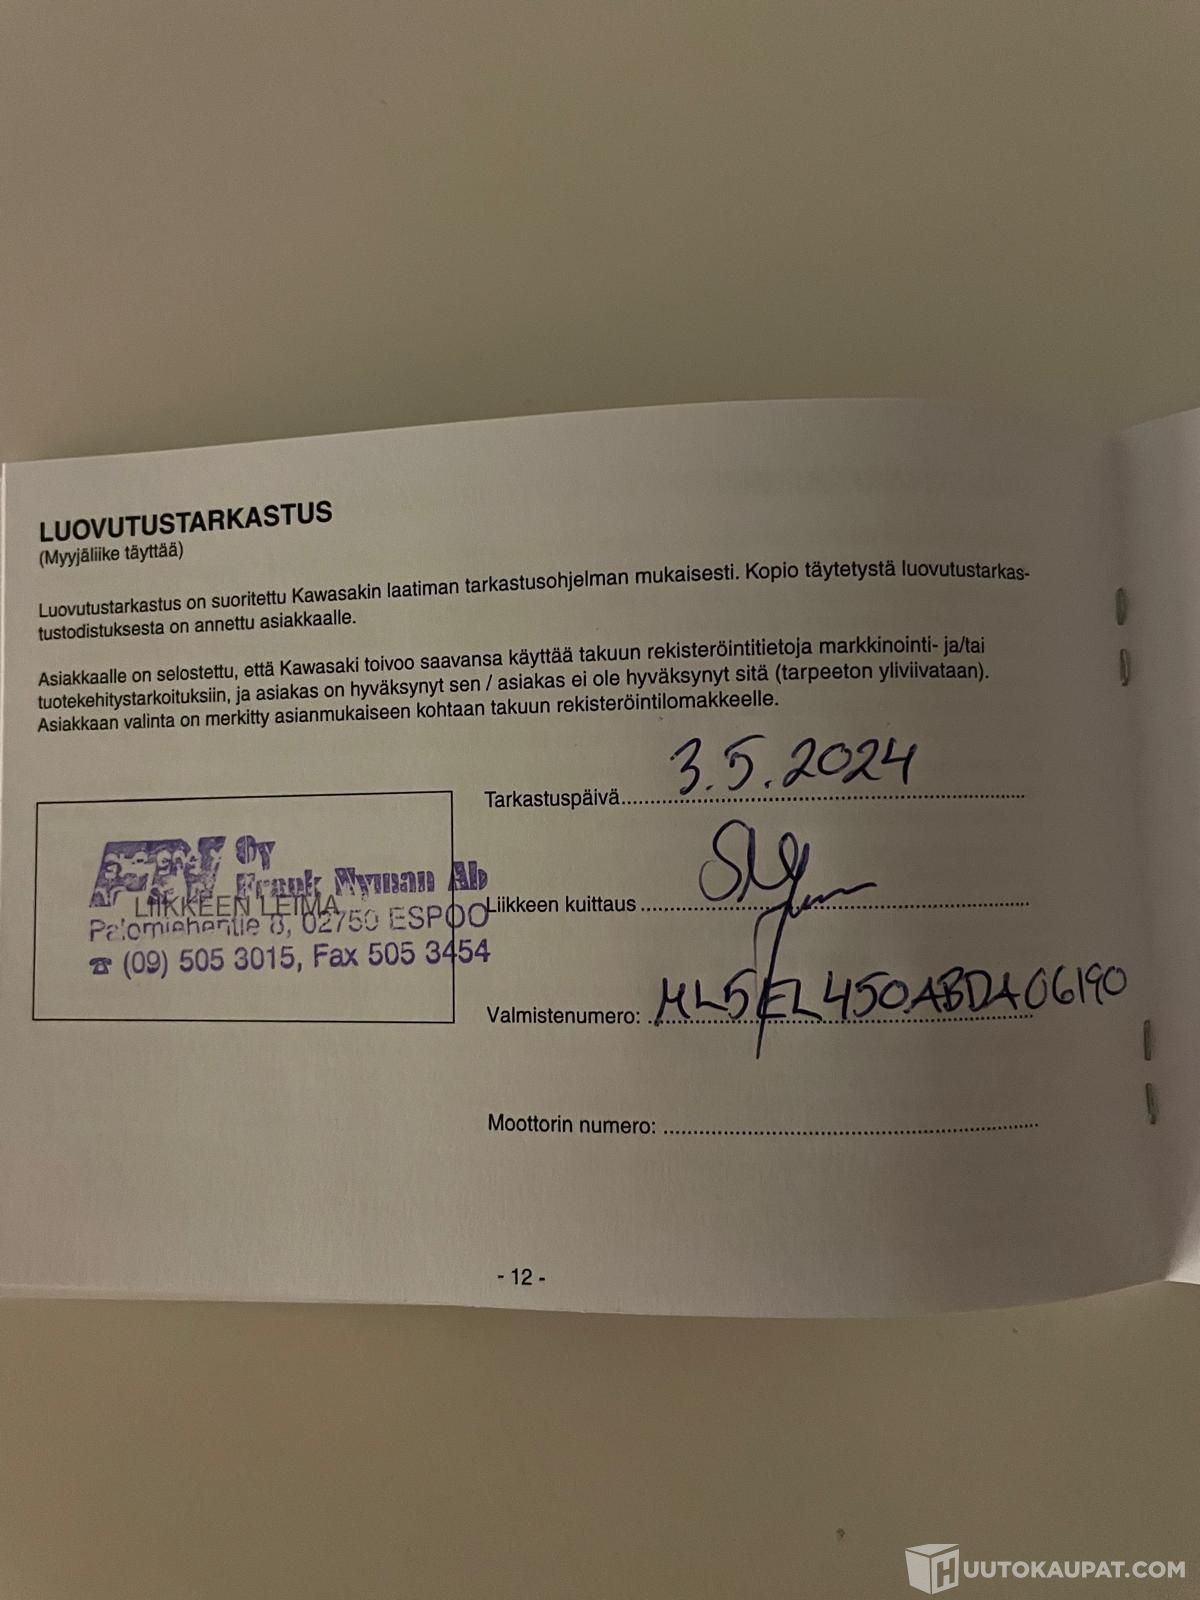 LUOVUTUSTARKASTUS
(Myyjäliike täyttää)
Luovutustarkastus on suoritettu Kawasakin laatiman tarkastusohjelman mukaisesti. Kopio täytetystä luovutustarkas-
tustodistuksesta on annettu asiakkaalle.
Asiakkaalle on selostettu, että Kawasaki toivoo saavansa käyttää takuun rekisteröintitietoja markkinointi- ja/tai
tuotekehitystarkoituksiin, ja asiakas on hyväksynyt sen / asiakas ei ole hyväksynyt sitä (tarpeeton yliviivataan).
Asiakkaan valinta on merkitty asianmukaiseen kohtaan takuun rekisteröintilomakkeelle.
Tarkastuspäivä 3.5.2024
Oy
Frank Nyman Ab
LIIKKEEN LEIMA
Palomiehentie 8, 02750 ESPOO
☎ (09) 505 3015, Fax 505 3454
Liikkeen kuittaus
Valmistenumero: ML5EL450ABDA06190
Moottorin numero:
- 12 -
HUUTOKAUPAT.COM